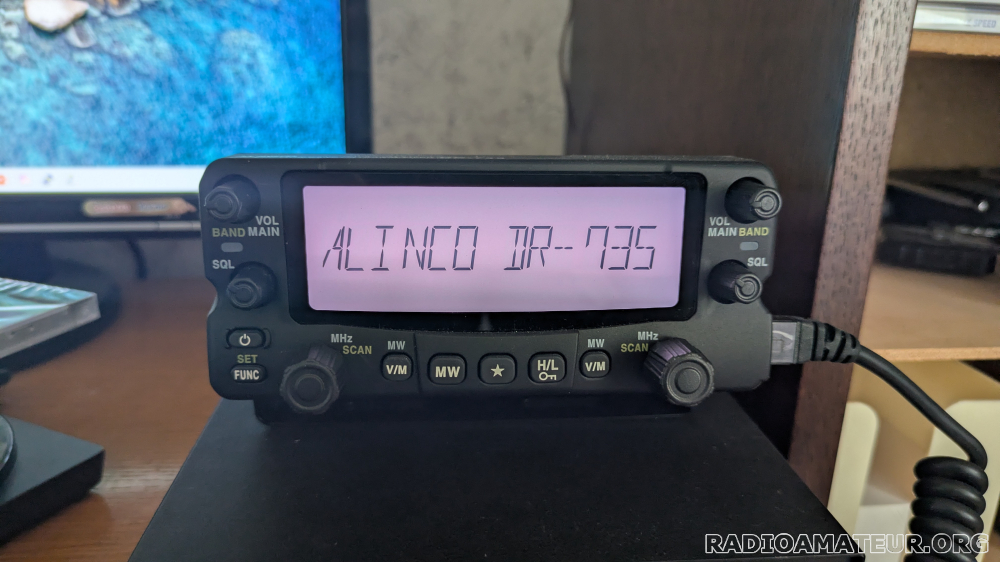 ALINCO DR-735
VOL
BAND MAIN
SQL
SET
FUNC
MHz
SCAN
MW
V/M
MW
★
H/L
MW
V/M
MHz
SCAN
VOL
MAIN BAND
SQL
RADIOAMATEUR.ORG